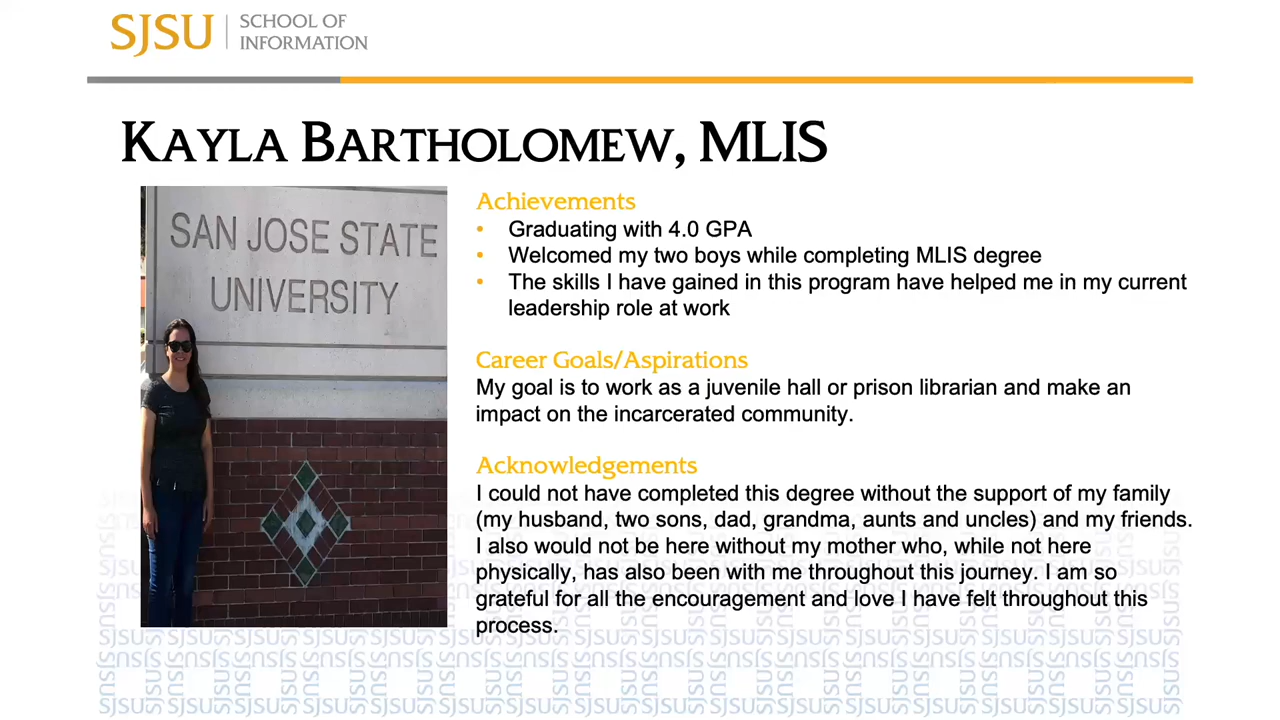 SJSU
SCHOOL OF
INFORMATION
KAYLA BARTHOLOMEW, MLIS
SAN JOSE STATE
UNIVERSITY
Achievements
• Graduating with 4.0 GPA
• Welcomed my two boys while completing MLIS degree
• The skills I have gained in this program have helped me in my current
leadership role at work
Career Goals/Aspirations
My goal is to work as a juvenile hall or prison librarian and make an
impact on the incarcerated community.
Acknowledgements
I could not have completed this degree without the support of my family
(my husband, two sons, dad, grandma, aunts and uncles) and my friends.
I also would not be here without my mother who, while not here
physically, has also been with me throughout this journey. I am so
grateful for all the encouragement and love I have felt throughout this
process.